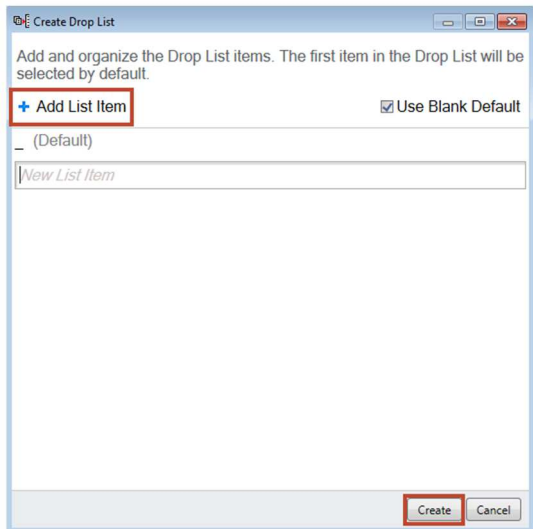 Create Drop List
Add and organize the Drop List items. The first item in the Drop List will be
selected by default.
+ Add List Item
Use Blank Default
_ (Default)
New List Item
Create
Cancel